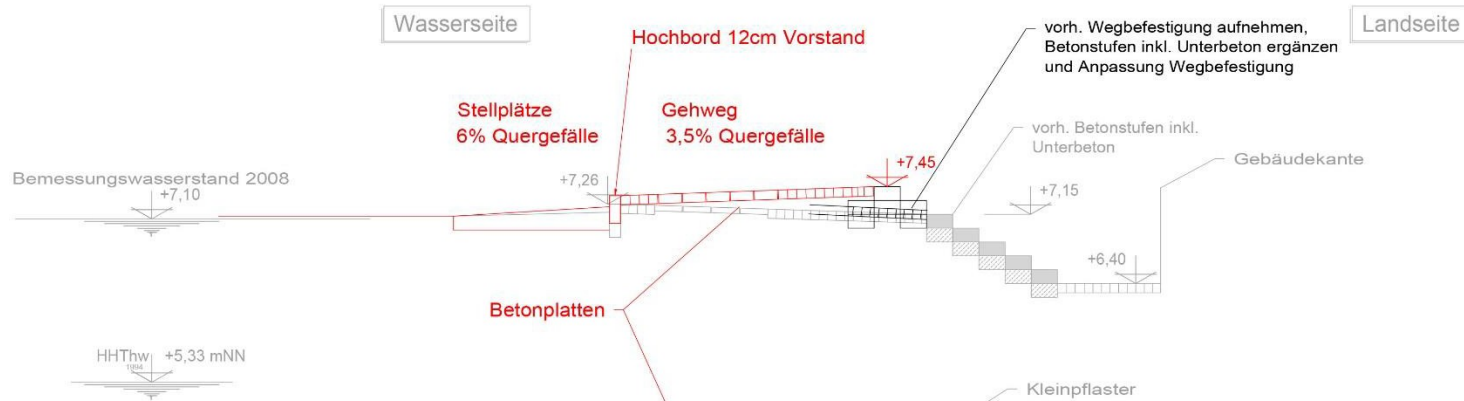 Wasserseite
Landseite
Hochbord 12cm Vorstand
vorh. Wegbefestigung aufnehmen,
Betonstufen inkl. Unterbeton ergänzen
und Anpassung Wegbefestigung
Stellplätze
6% Quergefälle
Gehweg
3,5% Quergefälle
vorh. Betonstufen inkl.
Unterbeton
Gebäudekante
Bemessungswasserstand 2008
+7,10
+7,26
+7,45
+7,15
+6,40
Betonplatten
HHThw +5,33 mNN
1994
Kleinpflaster